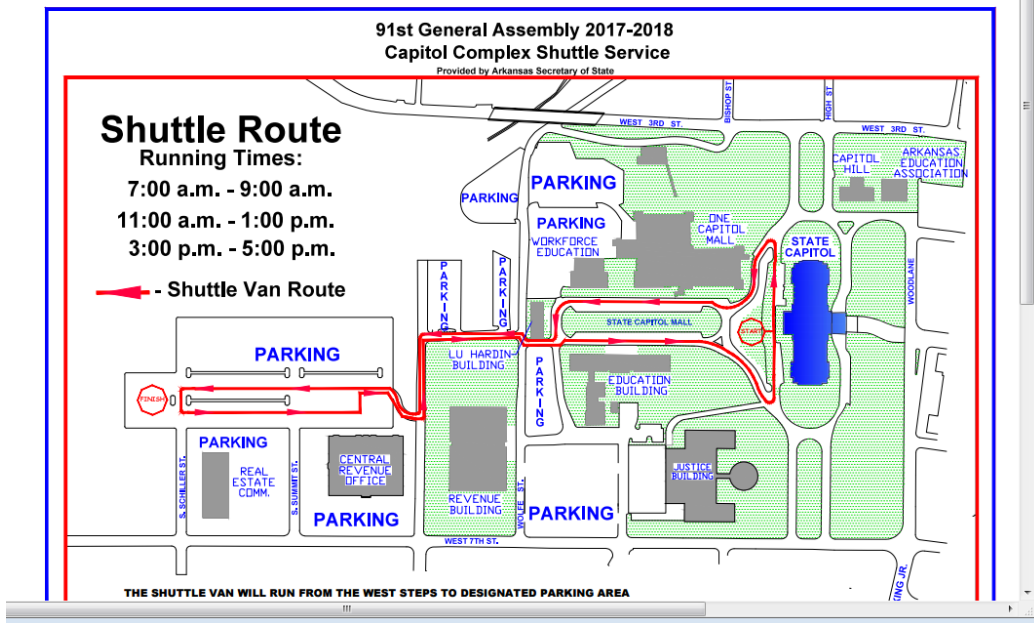 91st General Assembly 2017-2018
Capitol Complex Shuttle Service
Provided by Arkansas Secretary of State
Shuttle Route
Running Times:
7:00 a.m. - 9:00 a.m.
11:00 a.m. - 1:00 p.m.
3:00 p.m. - 5:00 p.m.
- Shuttle Van Route
WEST 3RD ST.
BISHOP ST
HIGH ST
WEST 3RD ST.
CAPITOL
HILL
ARKANSAS
EDUCATION
ASSOCIATION
PARKING
PARKING
PARKING
WORKFORCE
EDUCATION
ONE
CAPITOL
MALL
STATE
CAPITOL
WOODLANE
PARKING
PARKING
STATE CAPITOL MALL
START
LU HARDIN
BUILDING
PARKING
EDUCATION
BUILDING
PARKING
FINISH
PARKING
REAL
ESTATE
COMM.
S. SCHILLER ST.
S. SUMMIT ST.
CENTRAL
REVENUE
OFFICE
PARKING
REVENUE
BUILDING
WOLFE ST.
PARKING
JUSTICE
BUILDING
WEST 7TH ST.
KING JR.
THE SHUTTLE VAN WILL RUN FROM THE WEST STEPS TO DESIGNATED PARKING AREA